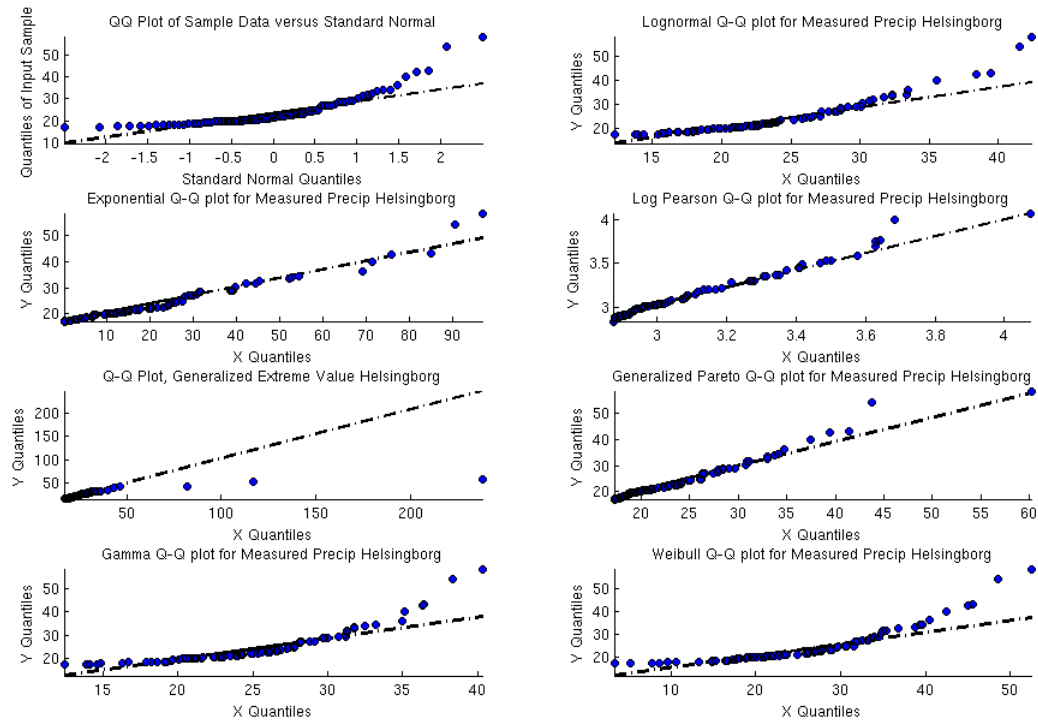 QQ Plot of Sample Data versus Standard Normal
Quantiles of Input Sample
50
40
30
20
10
-2 -1.5 -1 -0.5 0 0.5 1 1.5 2
Standard Normal Quantiles
Lognormal Q-Q plot for Measured Precip Helsingborg
Y Quantiles
50
40
30
20
15 20 25 30 35 40
X Quantiles
Exponential Q-Q plot for Measured Precip Helsingborg
Y Quantiles
50
40
30
20
10 20 30 40 50 60 70 80 90
X Quantiles
Log Pearson Q-Q plot for Measured Precip Helsingborg
Y Quantiles
4
3.5
3
3 3.2 3.4 3.6 3.8 4
X Quantiles
Q-Q Plot, Generalized Extreme Value Helsingborg
Y Quantiles
200
150
100
50
50 100 150 200
X Quantiles
Generalized Pareto Q-Q plot for Measured Precip Helsingborg
Y Quantiles
50
40
30
20
20 25 30 35 40 45 50 55 60
X Quantiles
Gamma Q-Q plot for Measured Precip Helsingborg
Y Quantiles
50
40
30
20
15 20 25 30 35 40
X Quantiles
Weibull Q-Q plot for Measured Precip Helsingborg
Y Quantiles
50
40
30
20
10 20 30 40 50
X Quantiles